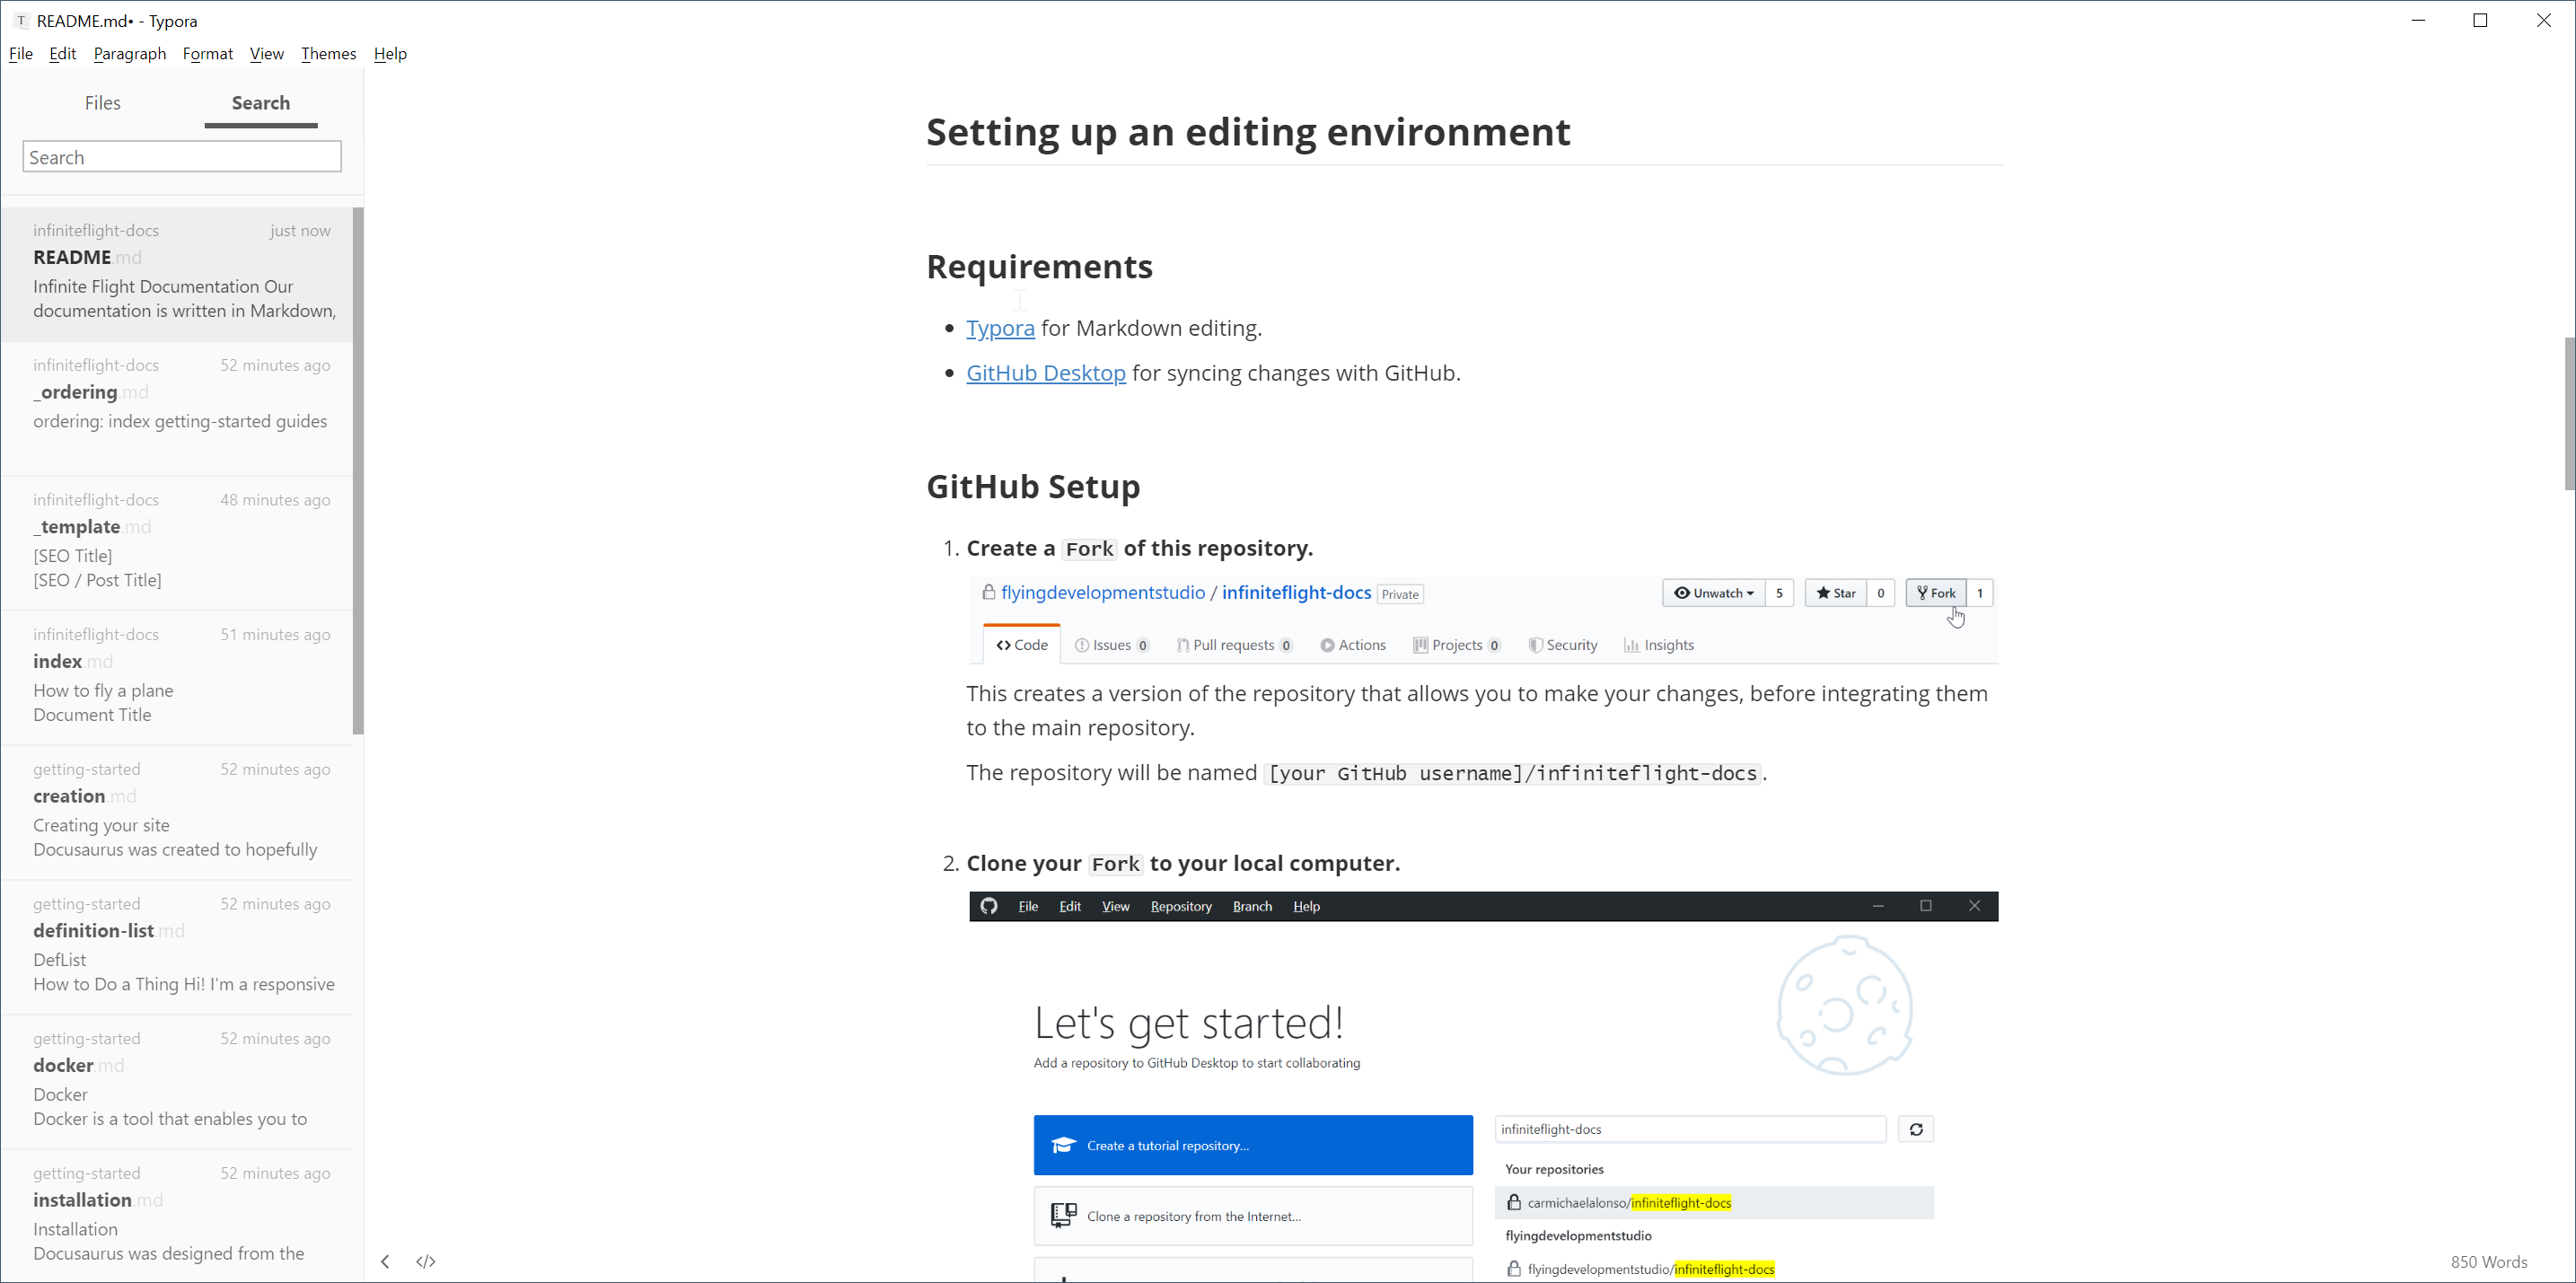 README.md• - Typora
File Edit Paragraph Format View Themes Help
Files Search
Search
infiniteflight-docs just now
README.md
Infinite Flight Documentation Our
documentation is written in Markdown,
infiniteflight-docs 52 minutes ago
_ordering.md
ordering: index getting-started guides
infiniteflight-docs 48 minutes ago
_template.md
[SEO Title]
[SEO / Post Title]
infiniteflight-docs 51 minutes ago
index.md
How to fly a plane
Document Title
getting-started 52 minutes ago
creation.md
Creating your site
Docusaurus was created to hopefully
getting-started 52 minutes ago
definition-list.md
DefList
How to Do a Thing Hi! I'm a responsive
getting-started 52 minutes ago
docker.md
Docker
Docker is a tool that enables you to
getting-started 52 minutes ago
installation.md
Installation
Docusaurus was designed from the
Setting up an editing environment
Requirements
• Typora for Markdown editing.
• GitHub Desktop for syncing changes with GitHub.
GitHub Setup
1. Create a Fork of this repository.
flyingdevelopmentstudio / infiniteflight-docs Private Unwatch 5 Star 0 Fork 1
Code Issues 0 Pull requests 0 Actions Projects 0 Security Insights
This creates a version of the repository that allows you to make your changes, before integrating them
to the main repository.
The repository will be named [your GitHub username]/infiniteflight-docs.
2. Clone your Fork to your local computer.
File Edit View Repository Branch Help
Let's get started!
Add a repository to GitHub Desktop to start collaborating
Create a tutorial repository...
Clone a repository from the Internet...
infiniteflight-docs
Your repositories
carmichaelalonso/infiniteflight-docs
flyingdevelopmentstudio
flyingdevelopmentstudio/infiniteflight-docs
</> 850 Words